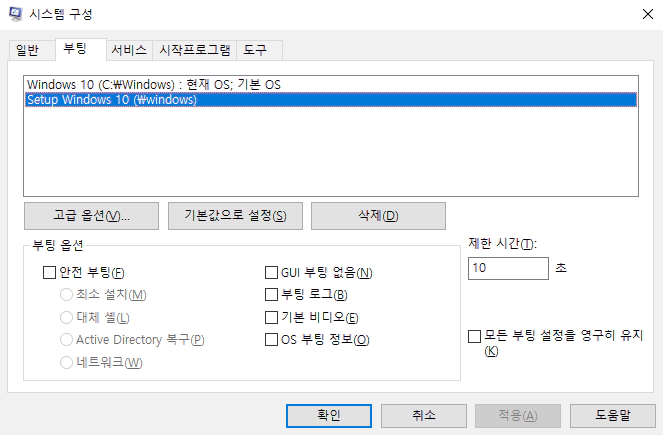 시스템 구성
일반 부팅 서비스 시작프로그램 도구
Windows 10 (C:₩Windows) : 현재 OS; 기본 OS
Setup Windows 10 (₩windows)
고급 옵션(V)... 기본값으로 설정(S) 삭제(D)
부팅 옵션
안전 부팅(F)
최소 설치(M)
대체 셸(L)
Active Directory 복구(P)
네트워크(W)
GUI 부팅 없음(N)
부팅 로그(B)
기본 비디오(E)
OS 부팅 정보(O)
제한 시간(T):
10 초
모든 부팅 설정을 영구히 유지
(K)
확인 취소 적용(A) 도움말